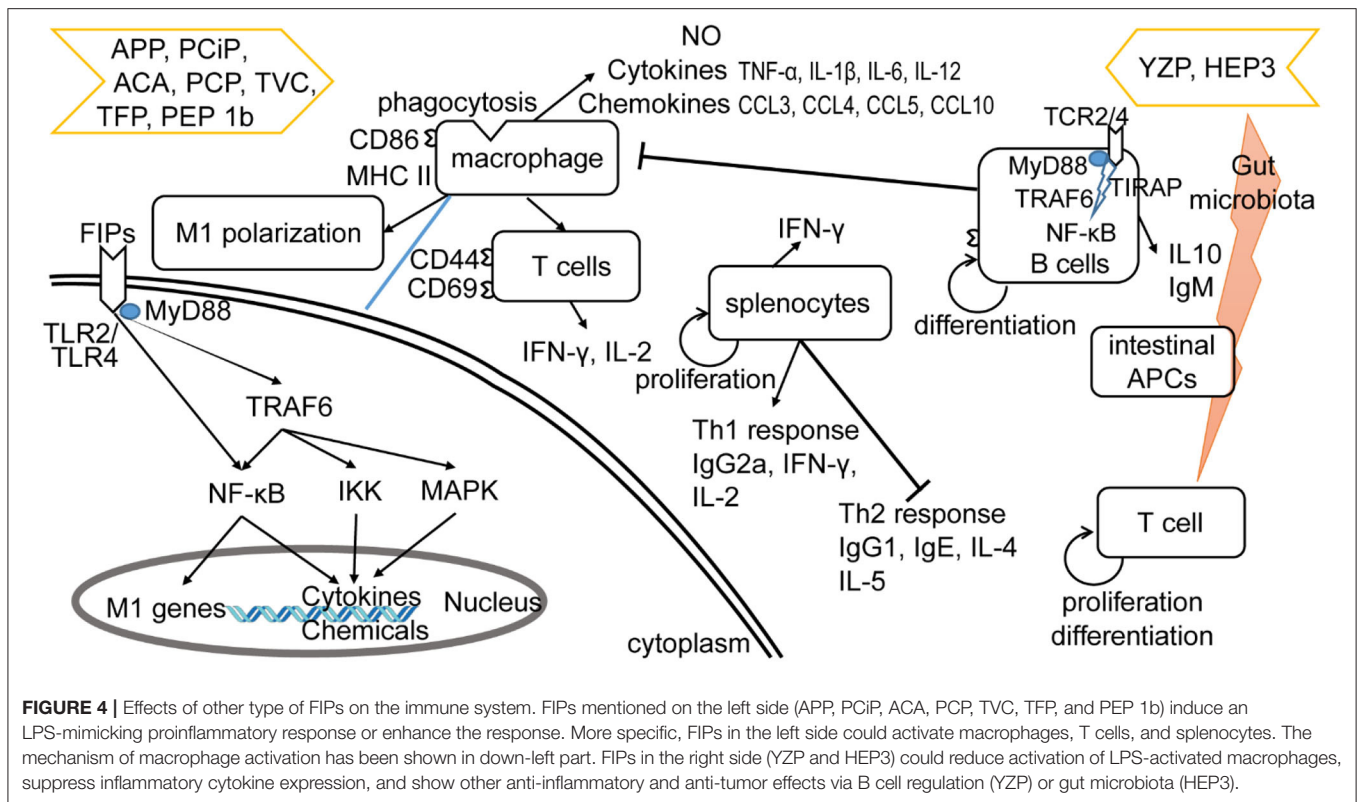 APP, PCiP,
ACA, PCP, TVC,
TFP, PEP 1b
NO
Cytokines TNF-α, IL-1β, IL-6, IL-12
Chemokines CCL3, CCL4, CCL5, CCL10
phagocytosis
CD86
MHC II
macrophage
M1 polarization
CD44
CD69
T cells
IFN-γ, IL-2
FIPs
MyD88
TLR2/
TLR4
TRAF6
NF-κB
IKK
MAPK
M1 genes
Cytokines
Chemicals
Nucleus
cytoplasm
IFN-γ
splenocytes
proliferation
Th1 response
IgG2a, IFN-γ,
IL-2
Th2 response
IgG1, IgE, IL-4
IL-5
YZP, HEP3
TCR2/4
MyD88
TIRAP
TRAF6
NF-κB
B cells
differentiation
IL10
IgM
Gut
microbiota
intestinal
APCs
T cell
proliferation
differentiation
FIGURE 4 | Effects of other type of FIPs on the immune system. FIPs mentioned on the left side (APP, PCiP, ACA, PCP, TVC, TFP, and PEP 1b) induce an
LPS-mimicking proinflammatory response or enhance the response. More specific, FIPs in the left side could activate macrophages, T cells, and splenocytes. The
mechanism of macrophage activation has been shown in down-left part. FIPs in the right side (YZP and HEP3) could reduce activation of LPS-activated macrophages,
suppress inflammatory cytokine expression, and show other anti-inflammatory and anti-tumor effects via B cell regulation (YZP) or gut microbiota (HEP3).